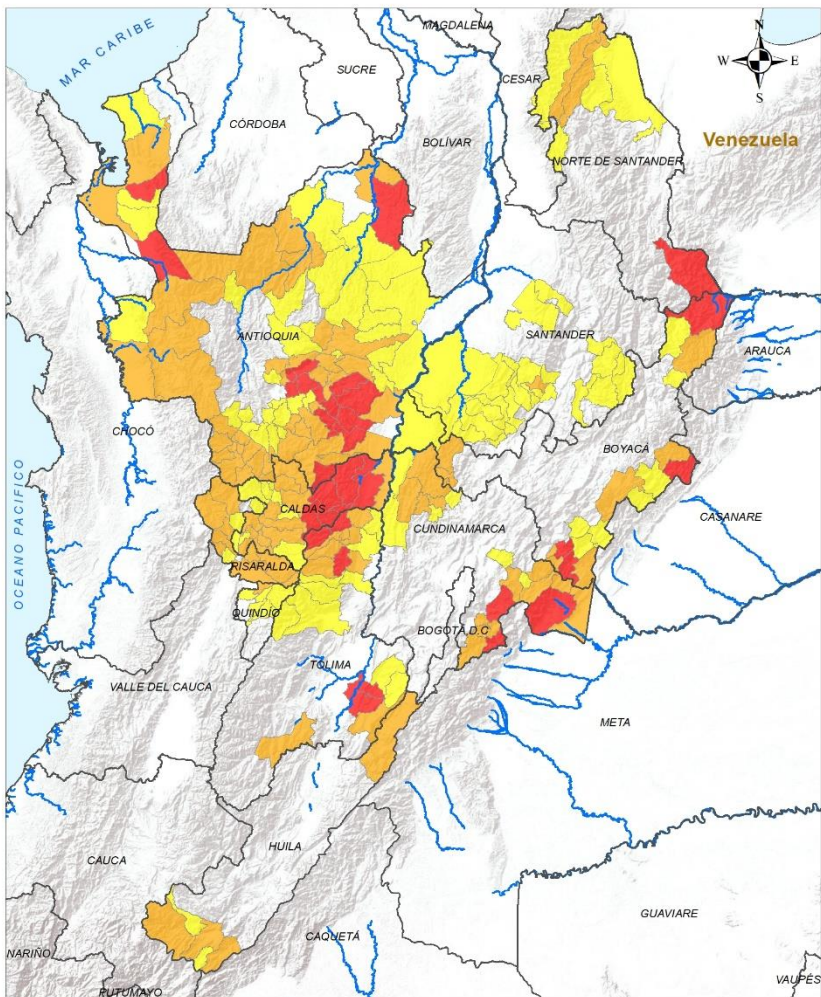 MAGDALENA
N
MAR CARIBE
W E
SUCRE
CESAR
S
CÓRDOBA
BOLÍVAR
Venezuela
NORTE DE SANTANDER
ANTIOQUIA
SANTANDER
ARAUCA
CHOCÓ
BOYACÁ
OCEANO PACIFICO
CALDAS
CASANARE
CUNDINAMARCA
RISARALDA
QUINDÍO
BOGOTÁ D.C
TOLIMA
VALLE DEL CAUCA
META
HUILA
CAUCA
GUAVIARE
CAQUETÁ
NARIÑO
PUTUMAYO
VAUPÉS